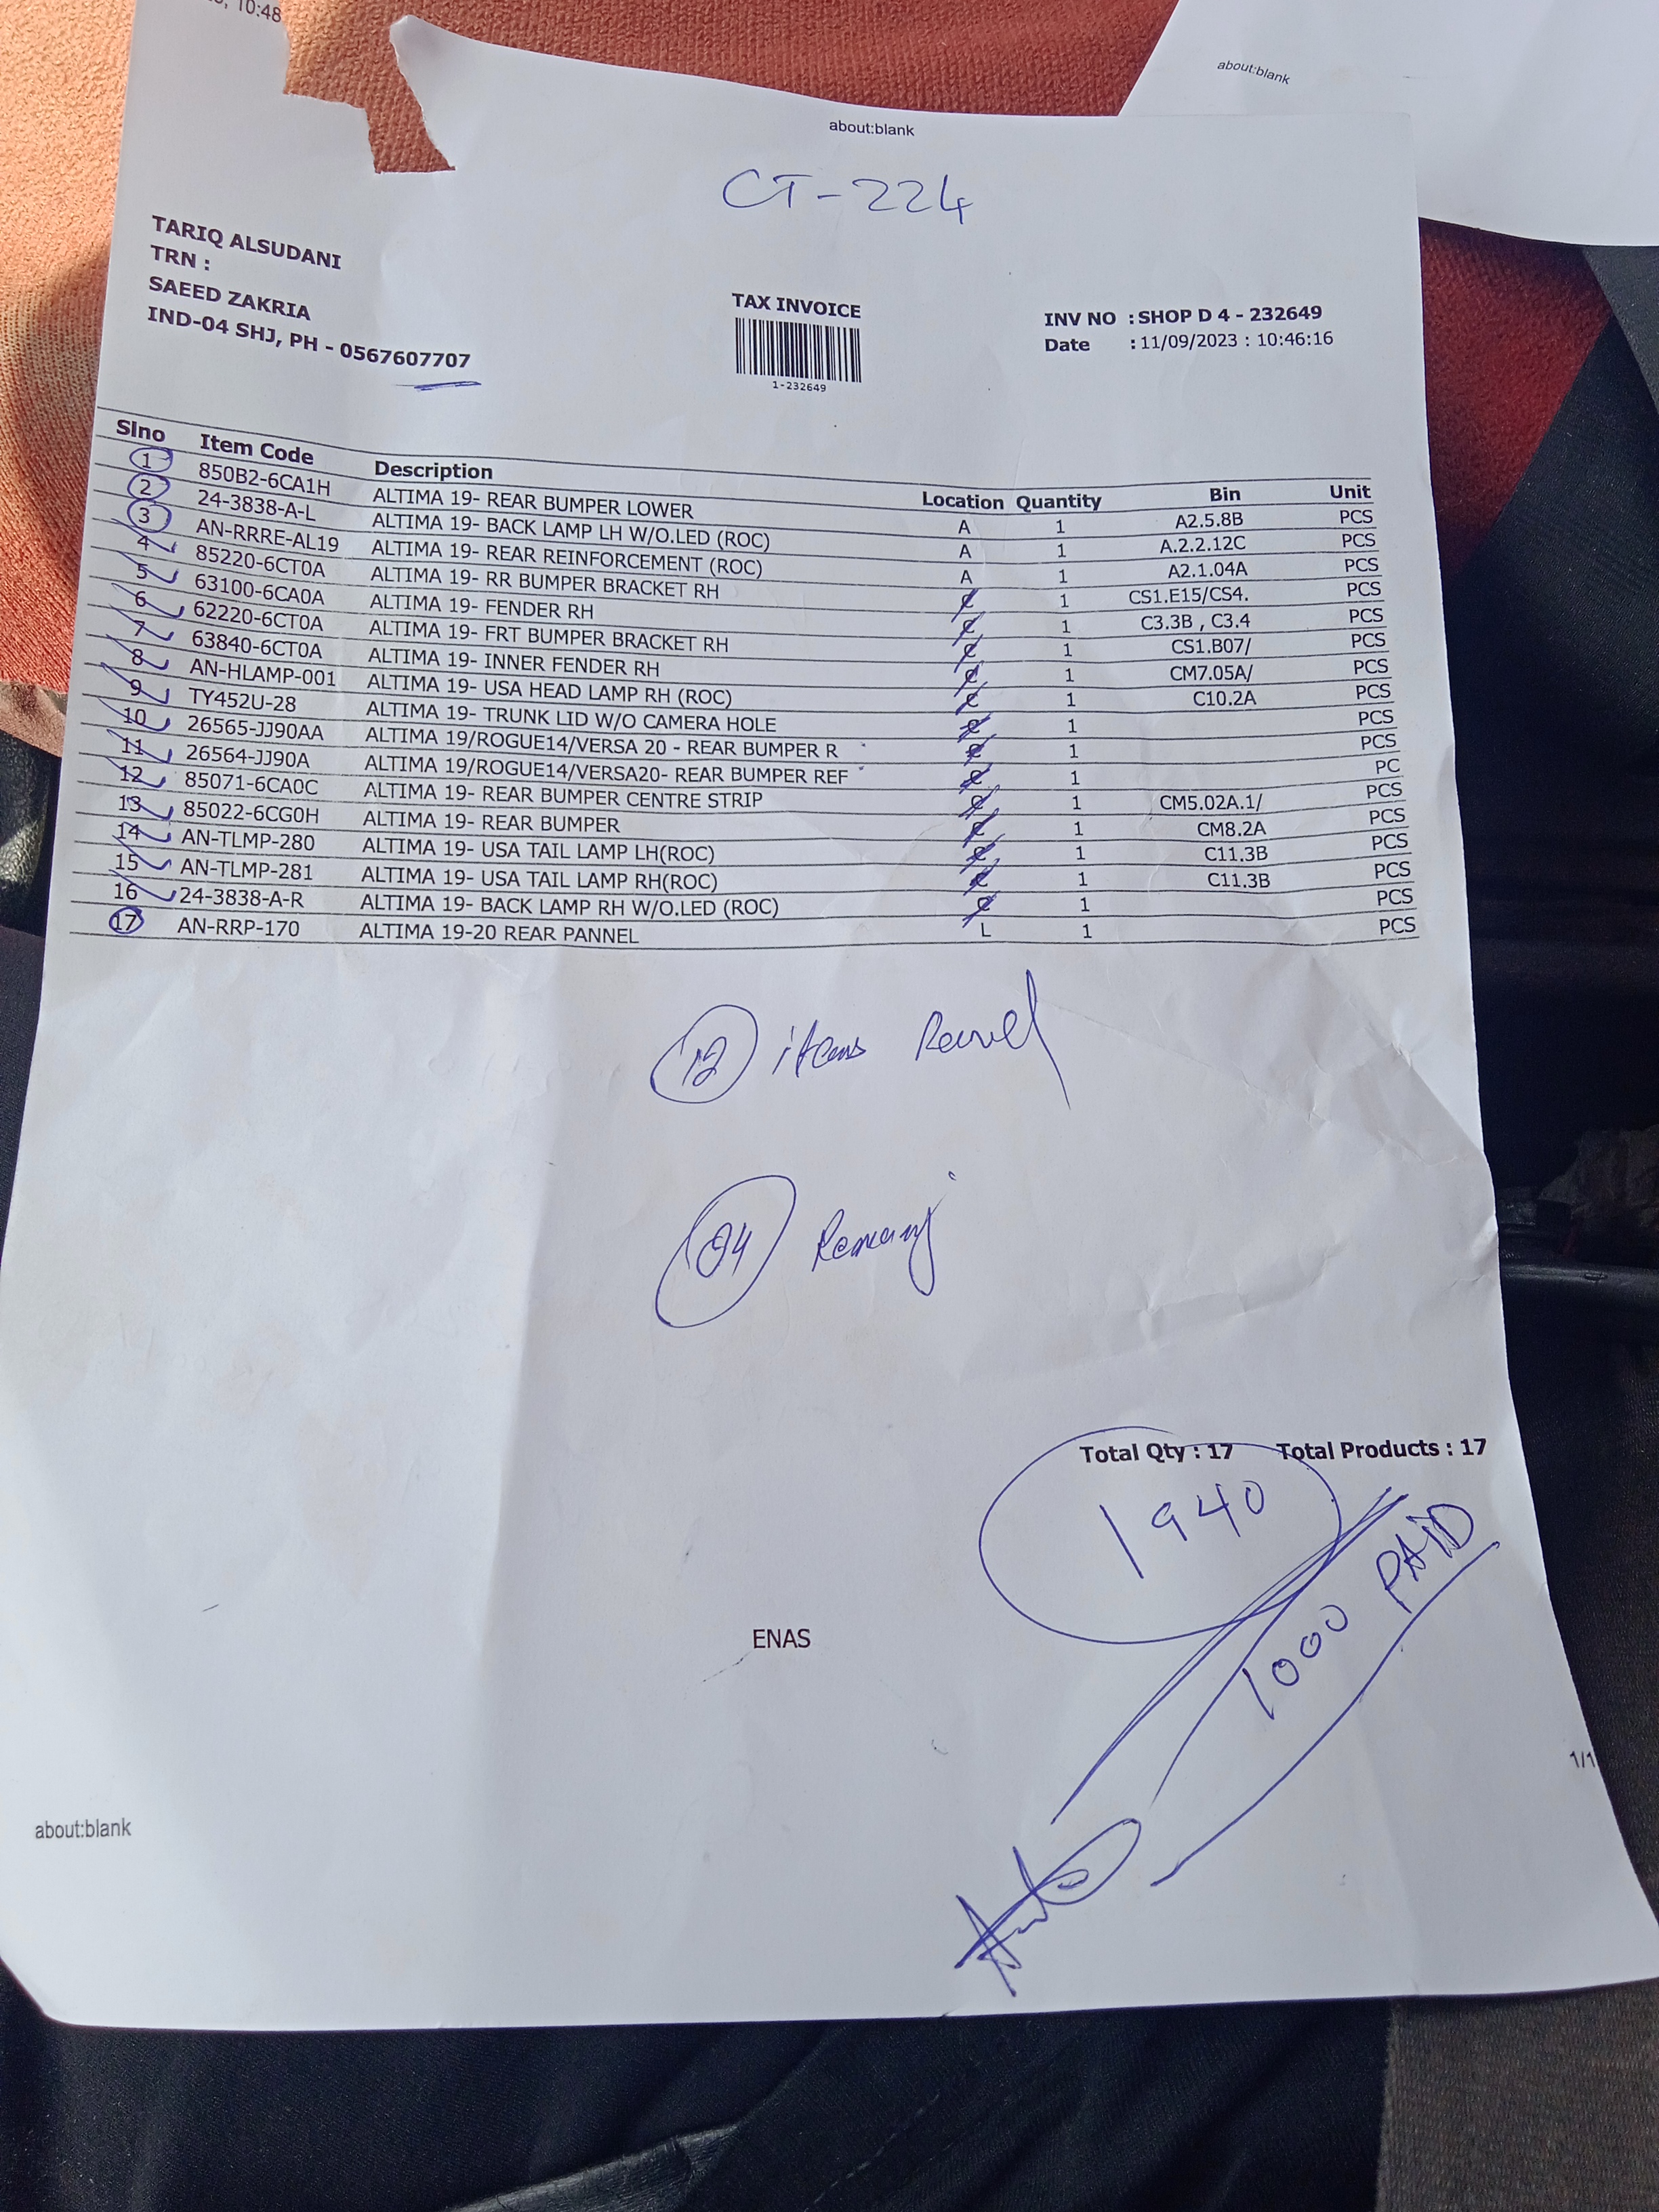 10:48
about:blank
about:blank
CT-224
TARIQ ALSUDANI
TRN :
SAEED ZAKRIA
IND-04 SHJ, PH - 0567607707
TAX INVOICE
1-232649
INV NO : SHOP D 4 - 232649
Date : 11/09/2023 : 10:46:16
Slno Item Code Description Location Quantity Bin Unit
1 850B2-6CA1H ALTIMA 19- REAR BUMPER LOWER A 1 A2.5.8B PCS
2 24-3838-A-L ALTIMA 19- BACK LAMP LH W/O.LED (ROC) A 1 A.2.2.12C PCS
3 AN-RRRE-AL19 ALTIMA 19- REAR REINFORCEMENT (ROC) A 1 A2.1.04A PCS
4 85220-6CT0A ALTIMA 19- RR BUMPER BRACKET RH C 1 CS1.E15/CS4. PCS
5 63100-6CA0A ALTIMA 19- FENDER RH C 1 C3.3B , C3.4 PCS
6 62220-6CT0A ALTIMA 19- FRT BUMPER BRACKET RH C 1 CS1.B07/ PCS
7 63840-6CT0A ALTIMA 19- INNER FENDER RH C 1 CM7.05A/ PCS
8 AN-HLAMP-001 ALTIMA 19- USA HEAD LAMP RH (ROC) C 1 C10.2A PCS
9 TY452U-28 ALTIMA 19- TRUNK LID W/O CAMERA HOLE C 1 PCS
10 26565-JJ90AA ALTIMA 19/ROGUE14/VERSA 20 - REAR BUMPER R C 1 PCS
11 26564-JJ90A ALTIMA 19/ROGUE14/VERSA20- REAR BUMPER REF C 1 PC
12 85071-6CA0C ALTIMA 19- REAR BUMPER CENTRE STRIP C 1 CM5.02A.1/ PCS
13 85022-6CG0H ALTIMA 19- REAR BUMPER C 1 CM8.2A PCS
14 AN-TLMP-280 ALTIMA 19- USA TAIL LAMP LH(ROC) C 1 C11.3B PCS
15 AN-TLMP-281 ALTIMA 19- USA TAIL LAMP RH(ROC) C 1 C11.3B PCS
16 24-3838-A-R ALTIMA 19- BACK LAMP RH W/O.LED (ROC) C 1 PCS
17 AN-RRP-170 ALTIMA 19-20 REAR PANNEL L 1 PCS
12 items
04
Total Qty : 17 Total Products : 17
1940
1000 PAID
ENAS
1/1
about:blank